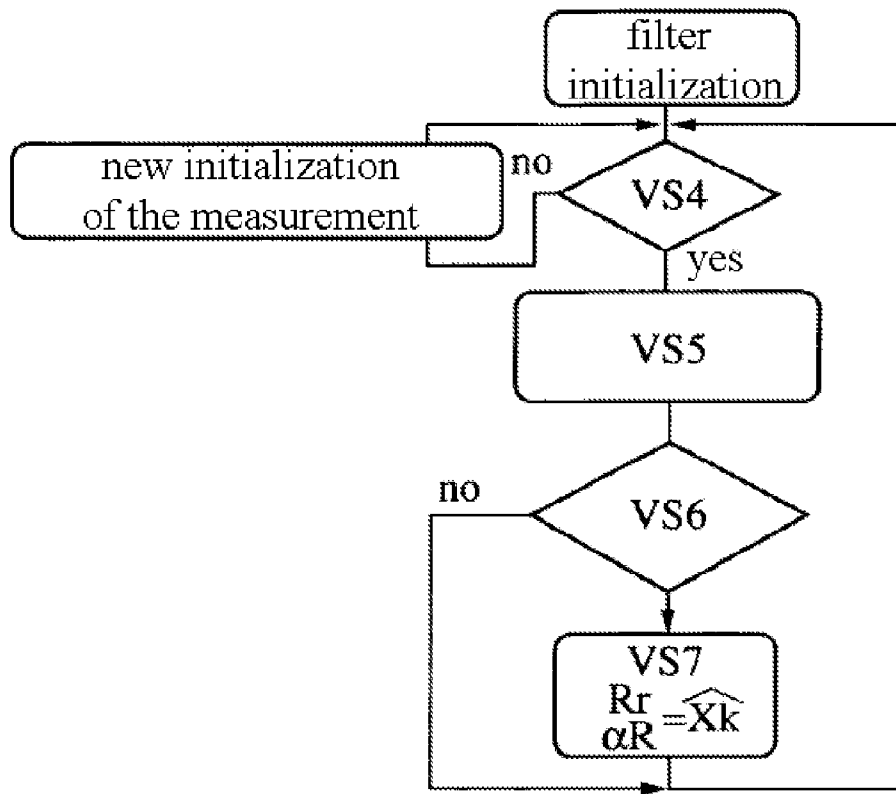 filter
initialization
new initialization
of the measurement
no
VS4
yes
VS5
no
VS6
VS7
Rr
αR =X̂k